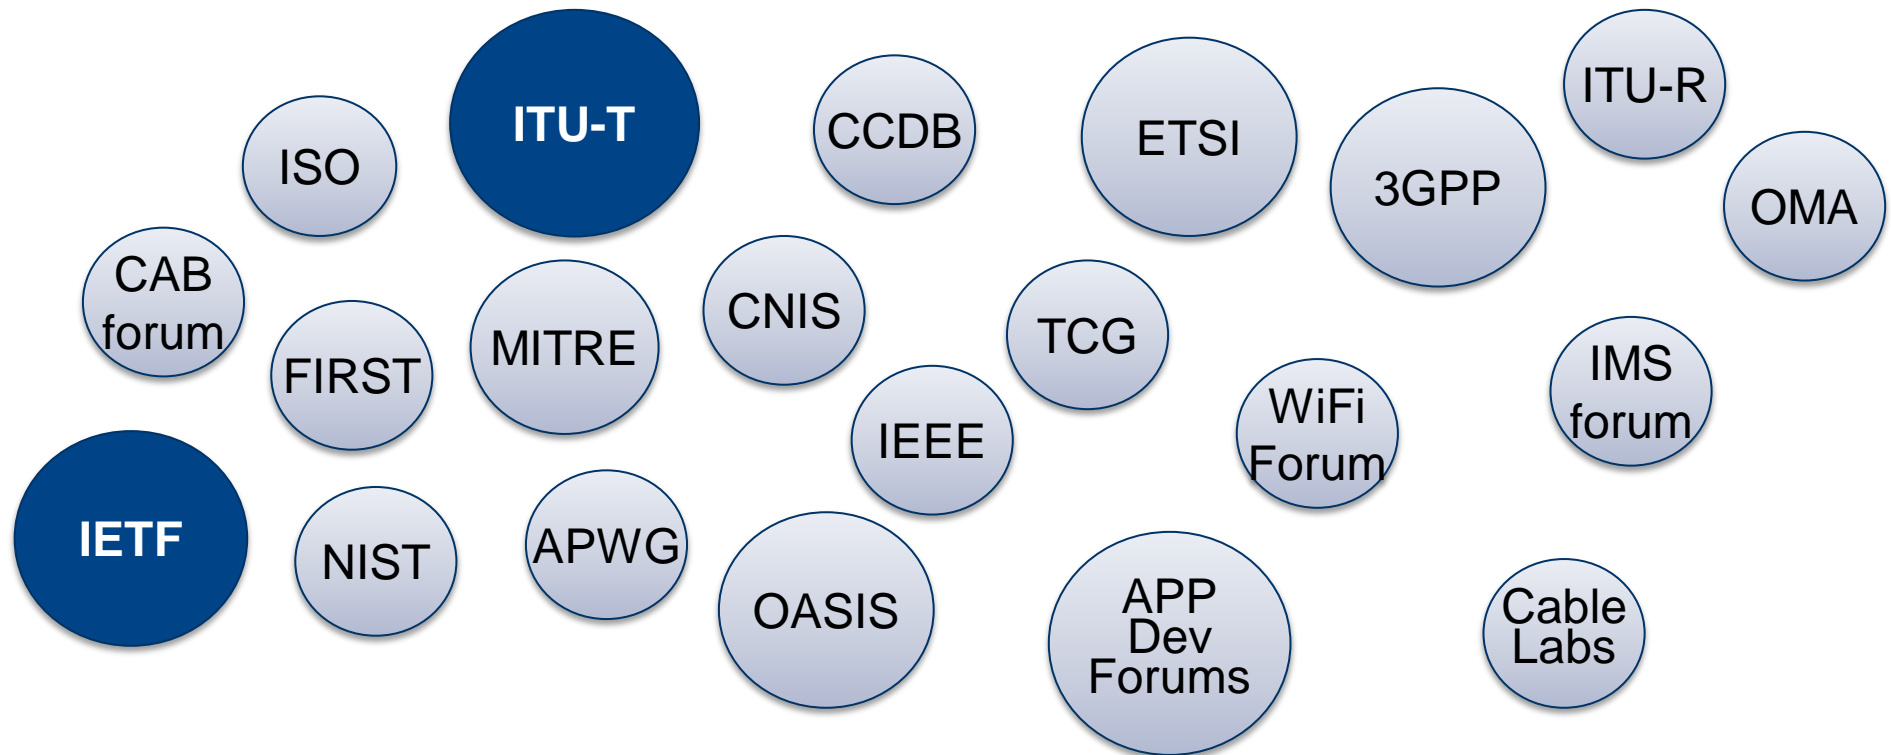 ITU-T
ISO
CCDB
ETSI
3GPP
ITU-R
OMA
CAB
forum
FIRST
MITRE
CNIS
TCG
IEEE
WiFi
Forum
IMS
forum
IETF
NIST
APWG
OASIS
APP
Dev
Forums
Cable
Labs